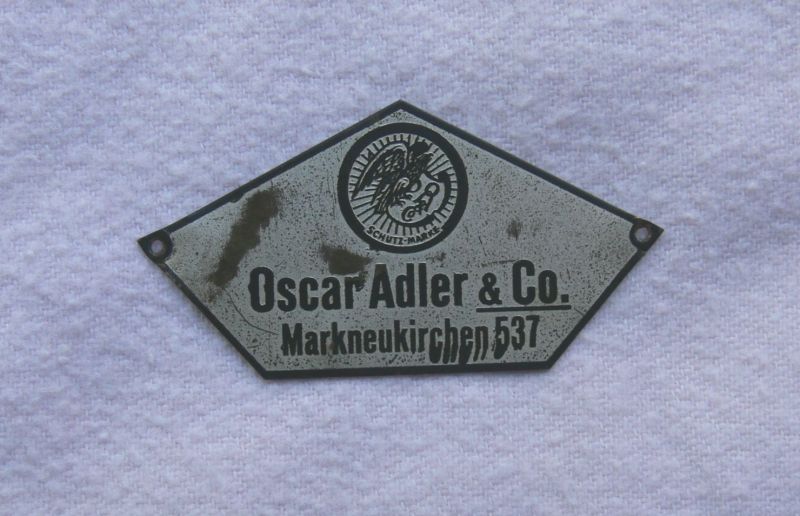 SCHUTZ-MARKE
Oscar Adler & Co.
Markneukirchen 537